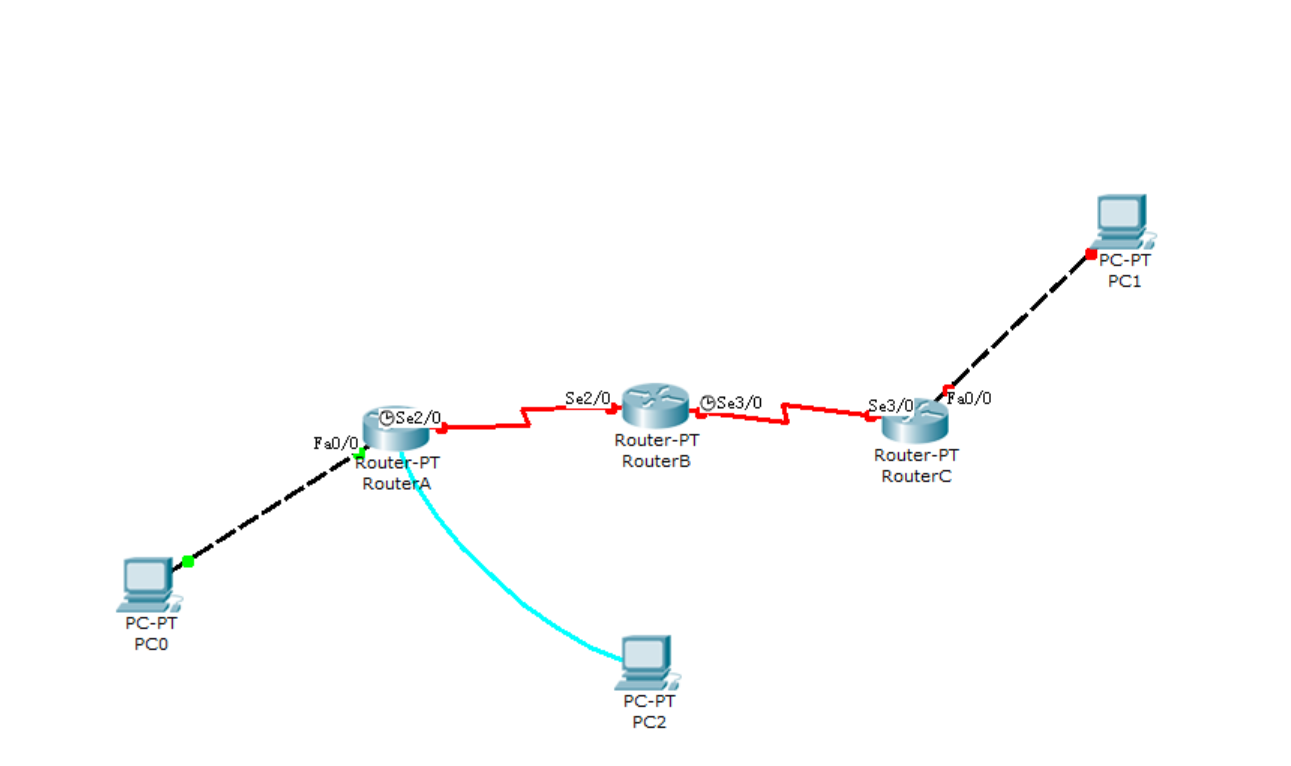 PC-PT
PC1
Se2/0
Se3/0
Se3/0
Fa0/0
Se2/0
Fa0/0
Router-PT
RouterB
Router-PT
RouterC
Router-PT
RouterA
PC-PT
PC0
PC-PT
PC2